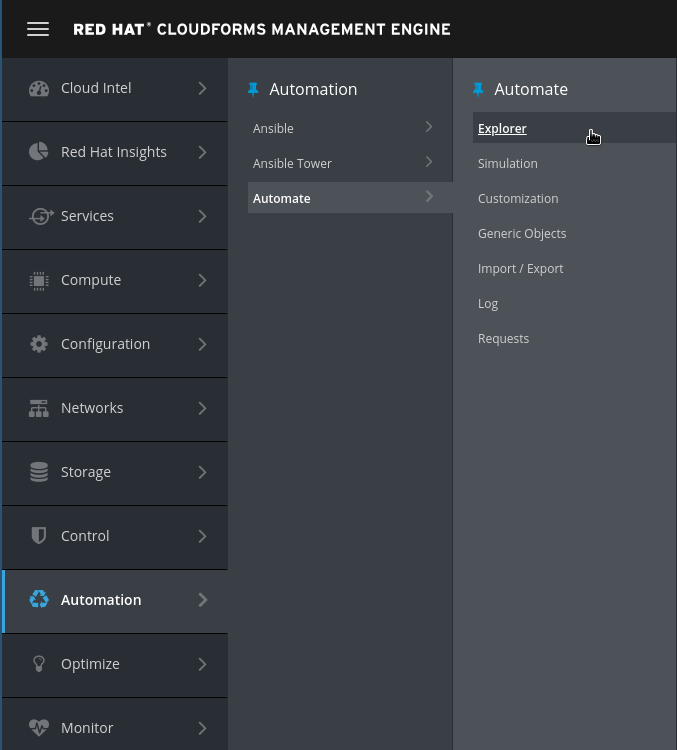 RED HAT® CLOUDFORMS MANAGEMENT ENGINE
Cloud Intel
Red Hat Insights
Services
Compute
Configuration
Networks
Storage
Control
Automation
Optimize
Monitor
Automation
Ansible
Ansible Tower
Automate
Automate
Explorer
Simulation
Customization
Generic Objects
Import / Export
Log
Requests